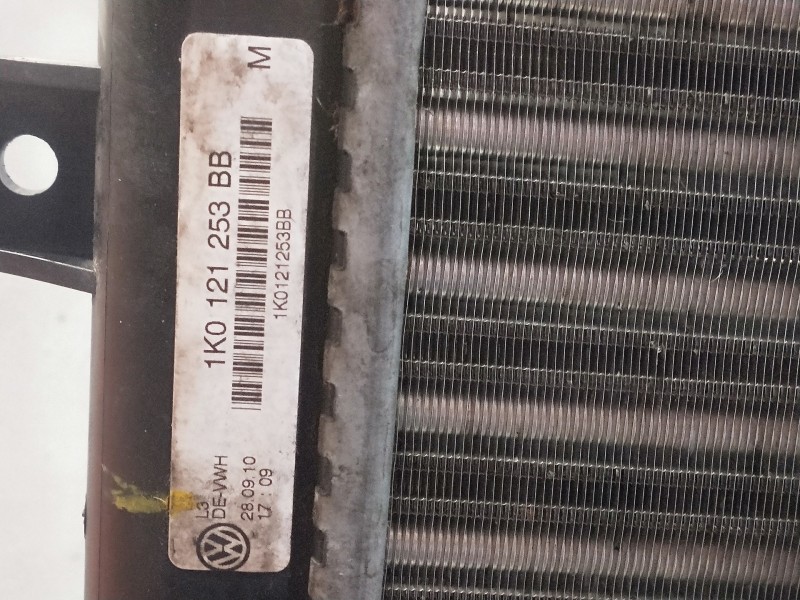 M
1K0 121 253 BB
1K0121253BB
L3
DE-VWH
28.09.10
17 : 09